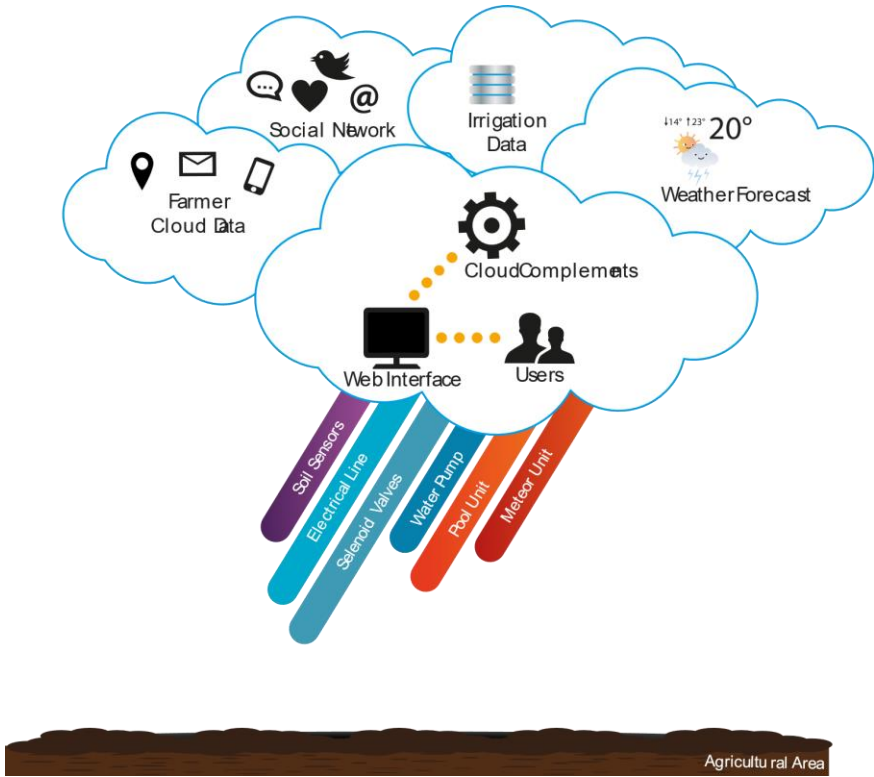 @
Social Network
Irrigation
Data
↓14° ↑23° 20°
Weather Forecast
Farmer
Cloud Data
Cloud Complements
Web Interface
Users
Soil Sensors
Electrical Line
Selenoid Valves
Water Pump
Pool Unit
Meteor Unit
Agricultural Area